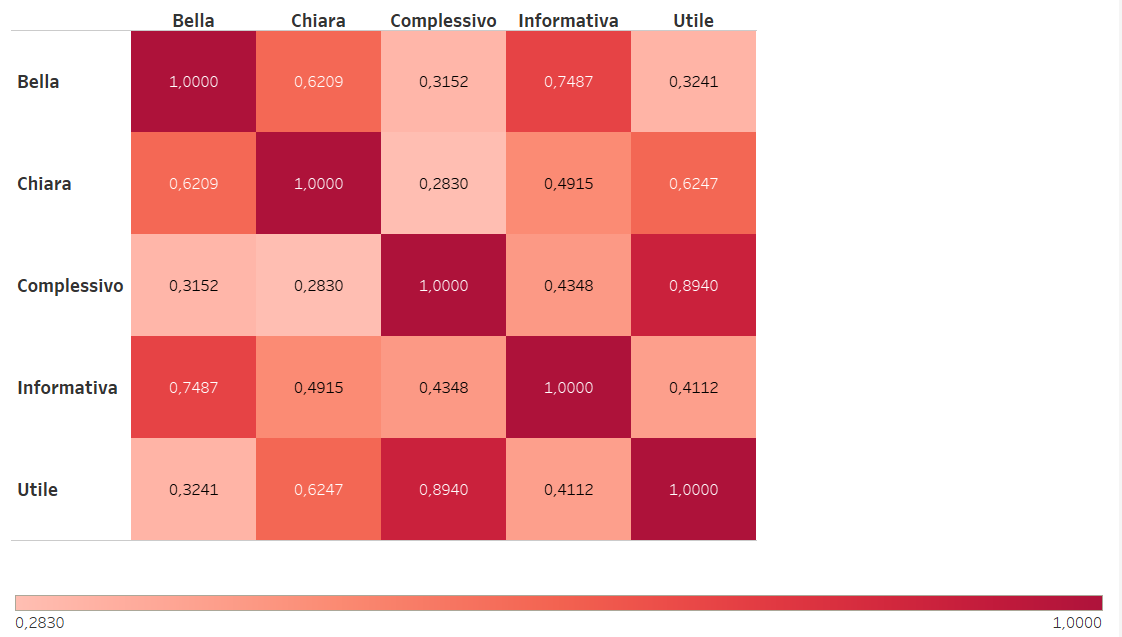 Bella Chiara Complessivo Informativa Utile
Bella 1,0000 0,6209 0,3152 0,7487 0,3241
Chiara 0,6209 1,0000 0,2830 0,4915 0,6247
Complessivo 0,3152 0,2830 1,0000 0,4348 0,8940
Informativa 0,7487 0,4915 0,4348 1,0000 0,4112
Utile 0,3241 0,6247 0,8940 0,4112 1,0000
0,2830 1,0000